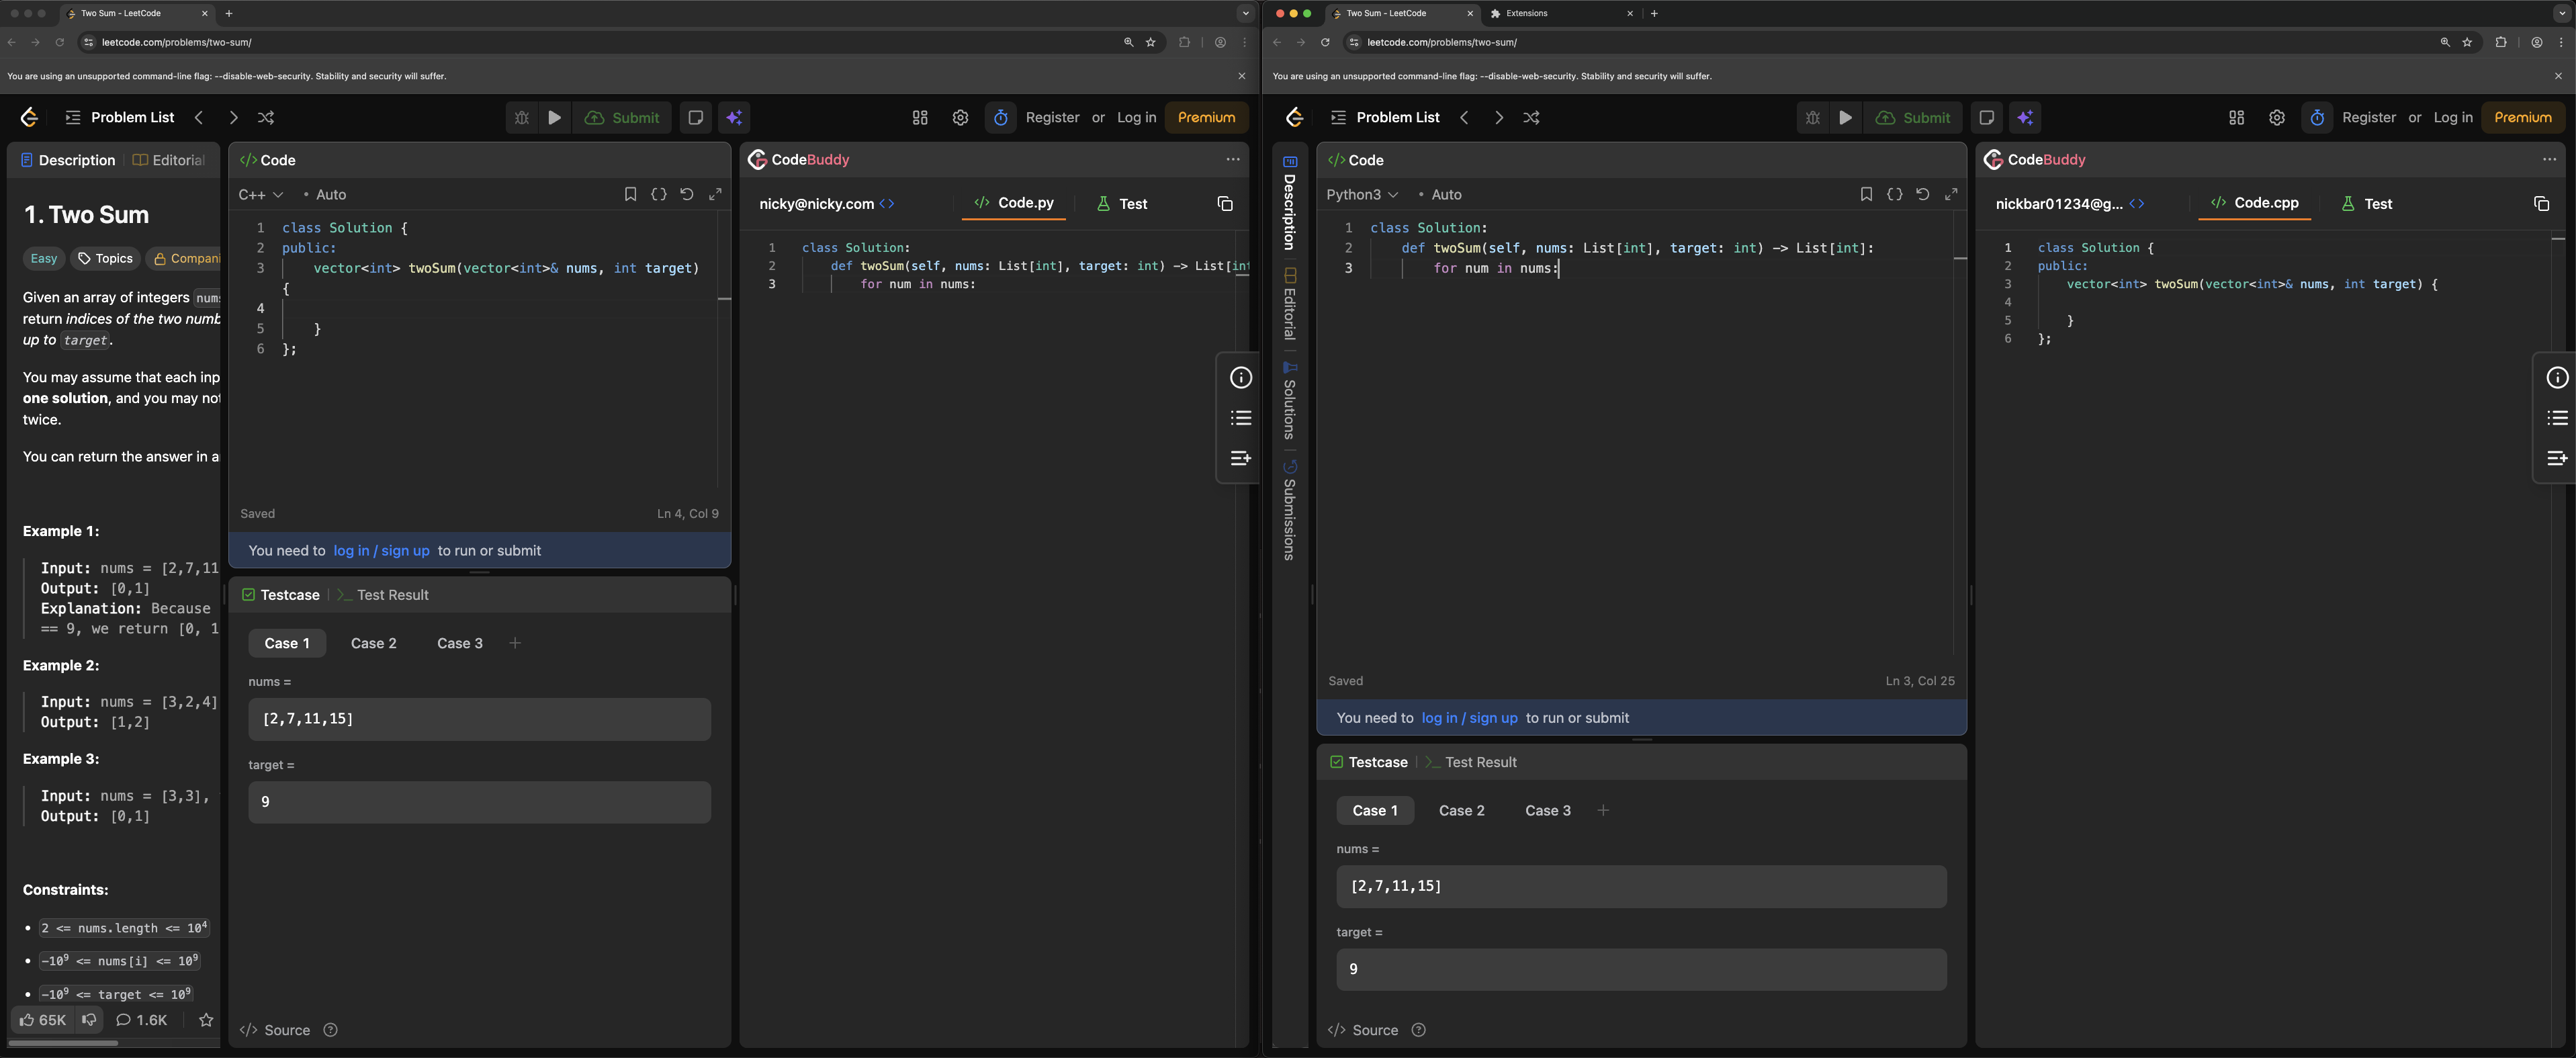 Two Sum - LeetCode
leetcode.com/problems/two-sum/
You are using an unsupported command-line flag: --disable-web-security. Stability and security will suffer.
Problem List
Submit
Register or Log in
Premium
Description
Editorial
1. Two Sum
Easy
Topics
Compani
Given an array of integers nums
return indices of the two numb
up to target.
You may assume that each inp
one solution, and you may not
twice.
You can return the answer in a
Example 1:
Input: nums = [2,7,11
Output: [0,1]
Explanation: Because
== 9, we return [0, 1
Example 2:
Input: nums = [3,2,4]
Output: [1,2]
Example 3:
Input: nums = [3,3],
Output: [0,1]
Constraints:
• 2 <= nums.length <= 10⁴
• -10⁹ <= nums[i] <= 10⁹
• -10⁹ <= target <= 10⁹
65K
1.6K
</> Code
C++
• Auto
1 class Solution {
2 public:
3 vector<int> twoSum(vector<int>& nums, int target)
{
4
5 }
6 };
Saved
Ln 4, Col 9
You need to log in / sign up to run or submit
Testcase
>_ Test Result
Case 1
Case 2
Case 3
+
nums =
[2,7,11,15]
target =
9
</> Source
CodeBuddy
...
nicky@nicky.com <>
</> Code.py
Test
1 class Solution:
2 def twoSum(self, nums: List[int], target: int) -> List[int
3 for num in nums:
Two Sum - LeetCode
Extensions
leetcode.com/problems/two-sum/
You are using an unsupported command-line flag: --disable-web-security. Stability and security will suffer.
Problem List
Submit
Register or Log in
Premium
Description
Editorial
Solutions
Submissions
</> Code
Python3
• Auto
1 class Solution:
2 def twoSum(self, nums: List[int], target: int) -> List[int]:
3 for num in nums:
Saved
Ln 3, Col 25
You need to log in / sign up to run or submit
Testcase
>_ Test Result
Case 1
Case 2
Case 3
+
nums =
[2,7,11,15]
target =
9
</> Source
CodeBuddy
...
nickbar01234@g... <>
</> Code.cpp
Test
1 class Solution {
2 public:
3 vector<int> twoSum(vector<int>& nums, int target) {
4
5 }
6 };